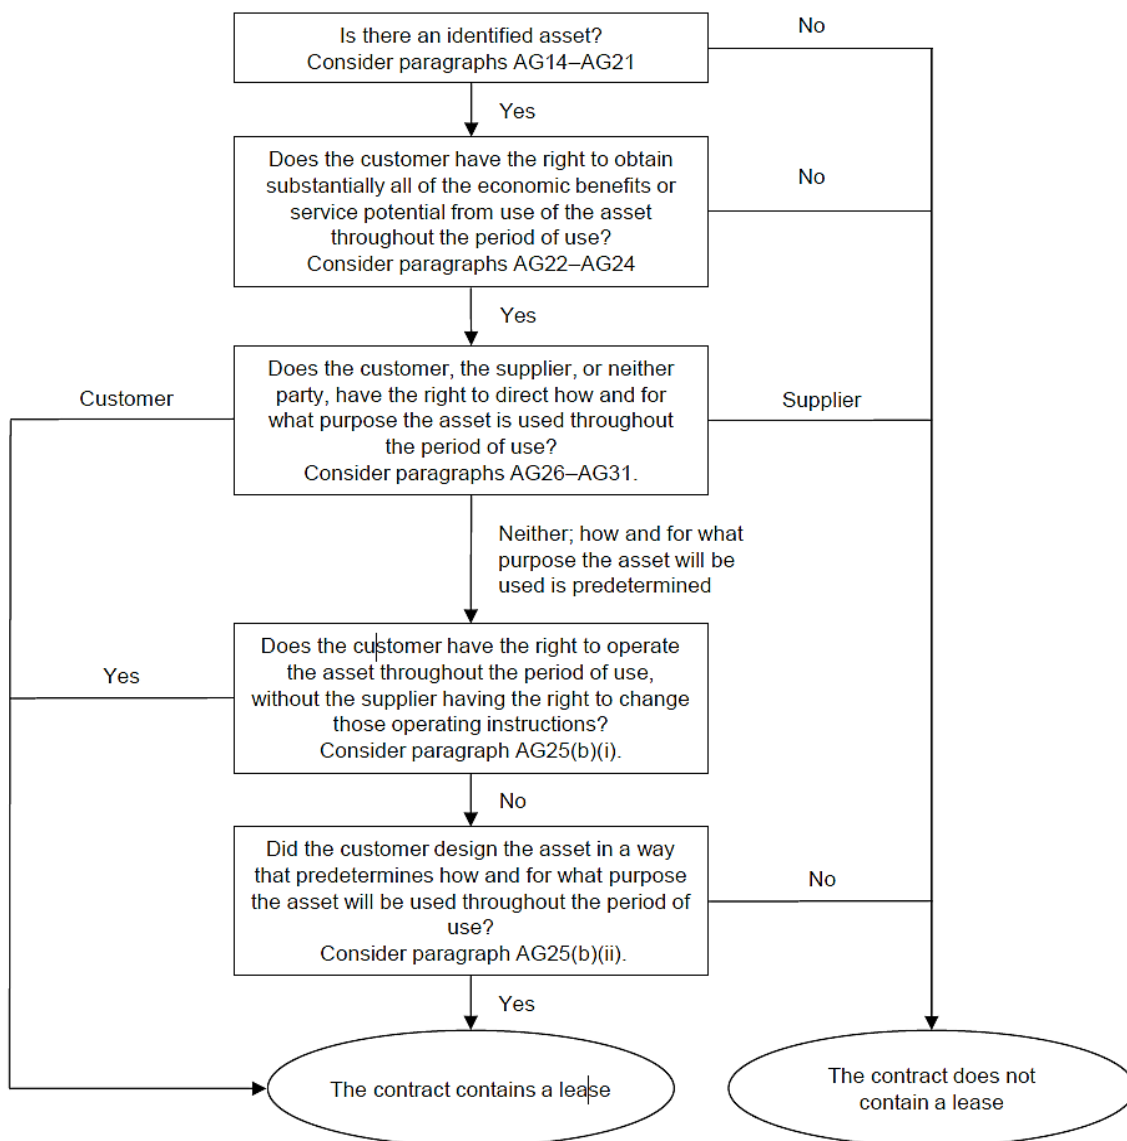 Is there an identified asset?
Consider paragraphs AG14–AG21
No
Yes
Does the customer have the right to obtain
substantially all of the economic benefits or
service potential from use of the asset
throughout the period of use?
Consider paragraphs AG22–AG24
No
Yes
Does the customer, the supplier, or neither
party, have the right to direct how and for
what purpose the asset is used throughout
the period of use?
Consider paragraphs AG26–AG31.
Customer
Supplier
Neither; how and for what
purpose the asset will be
used is predetermined
Does the customer have the right to operate
the asset throughout the period of use,
without the supplier having the right to change
those operating instructions?
Consider paragraph AG25(b)(i).
Yes
No
Did the customer design the asset in a way
that predetermines how and for what purpose
the asset will be used throughout the period of
use?
Consider paragraph AG25(b)(ii).
No
Yes
The contract contains a lease
The contract does not
contain a lease